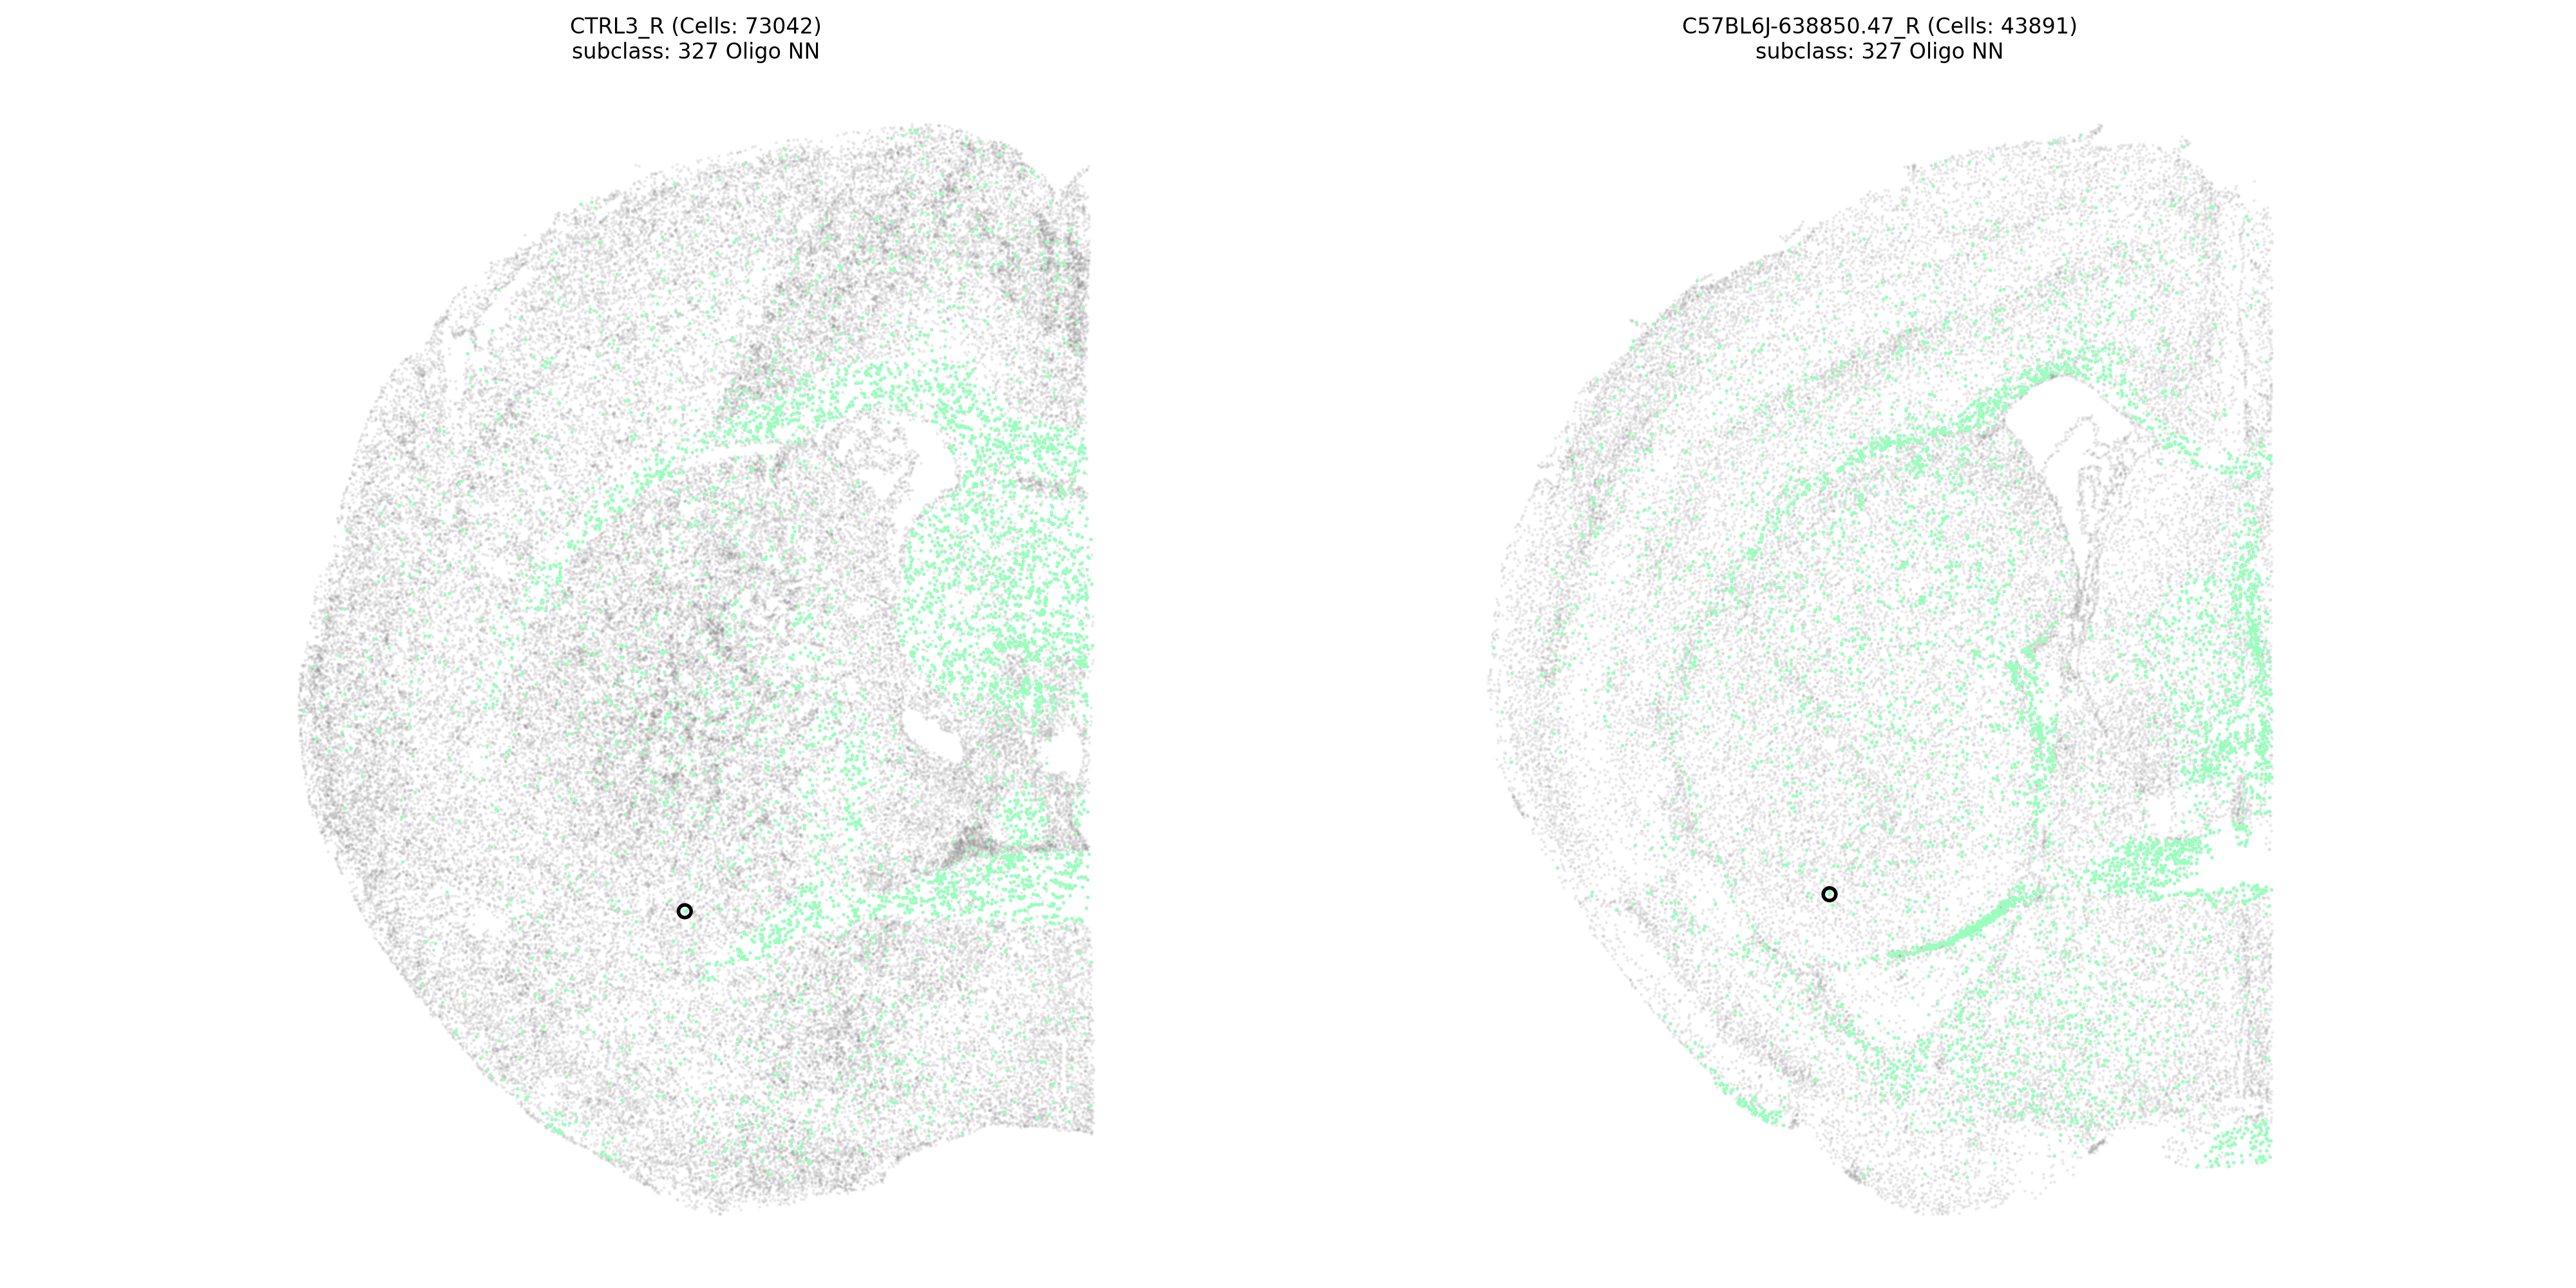 CTRL3_R (Cells: 73042)
subclass: 327 Oligo NN
C57BL6J-638850.47_R (Cells: 43891)
subclass: 327 Oligo NN